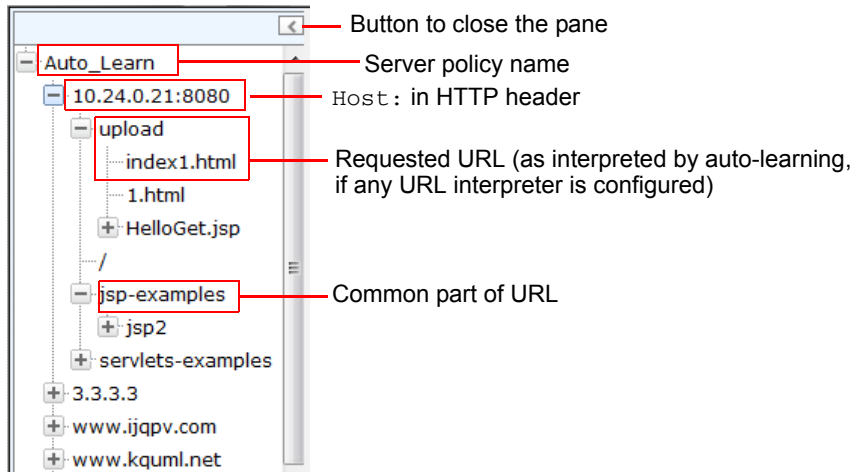 Button to close the pane
Auto_Learn
Server policy name
10.24.0.21:8080
Host: in HTTP header
upload
index1.html
Requested URL (as interpreted by auto-learning,
if any URL interpreter is configured)
1.html
HelloGet.jsp
/
jsp-examples
Common part of URL
jsp2
servlets-examples
3.3.3.3
www.ijqpv.com
www.kquml.net